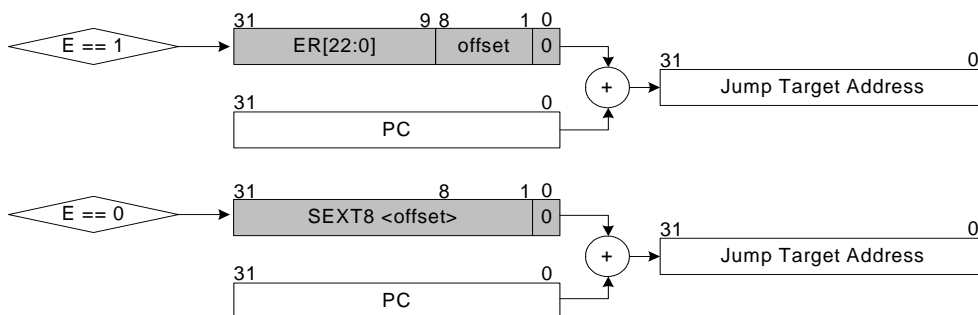 31 9 8 1 0
E == 1 ER[22:0] offset 0
31 0
+ Jump Target Address
31 0
PC
31 8 1 0
E == 0 SEXT8 <offset> 0
31 0
+ Jump Target Address
31 0
PC